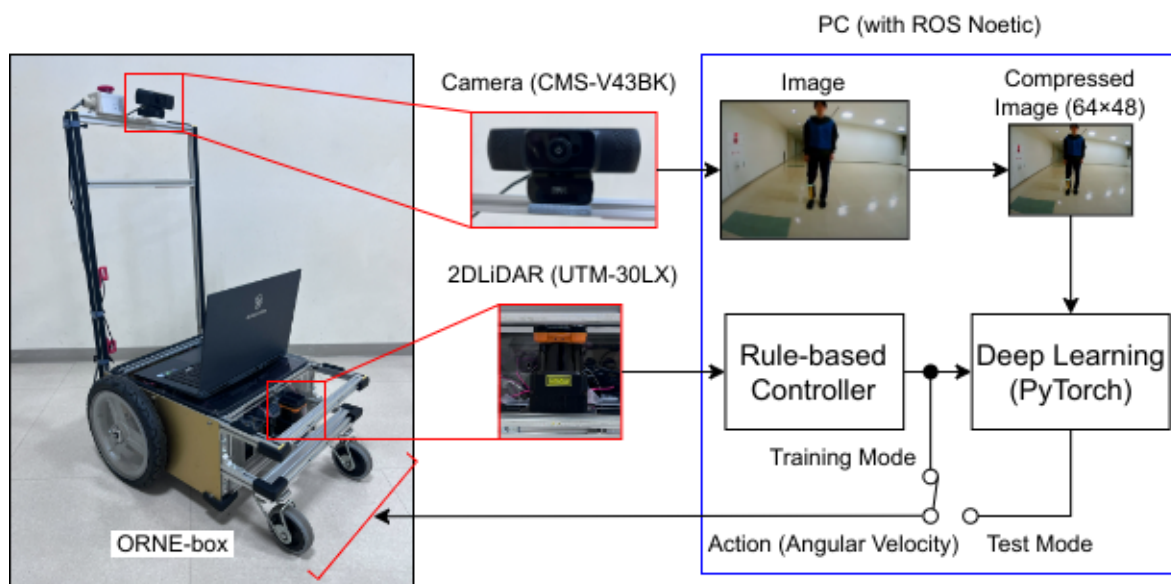 PC (with ROS Noetic)
Camera (CMS-V43BK)
Image
Compressed
Image (64×48)
2DLiDAR (UTM-30LX)
Rule-based
Controller
Deep Learning
(PyTorch)
Training Mode
ORNE-box
Action (Angular Velocity)
Test Mode